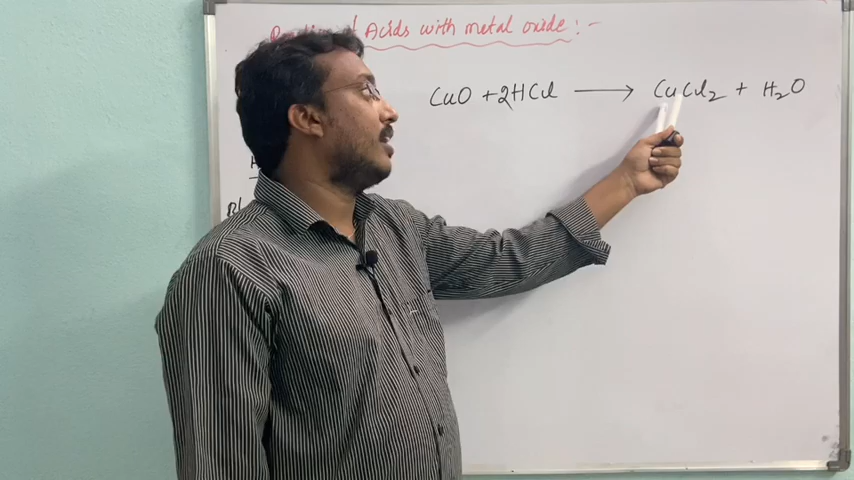 Acids with metal oxide :-
CuO + 2HCl → CuCl2 + H2O